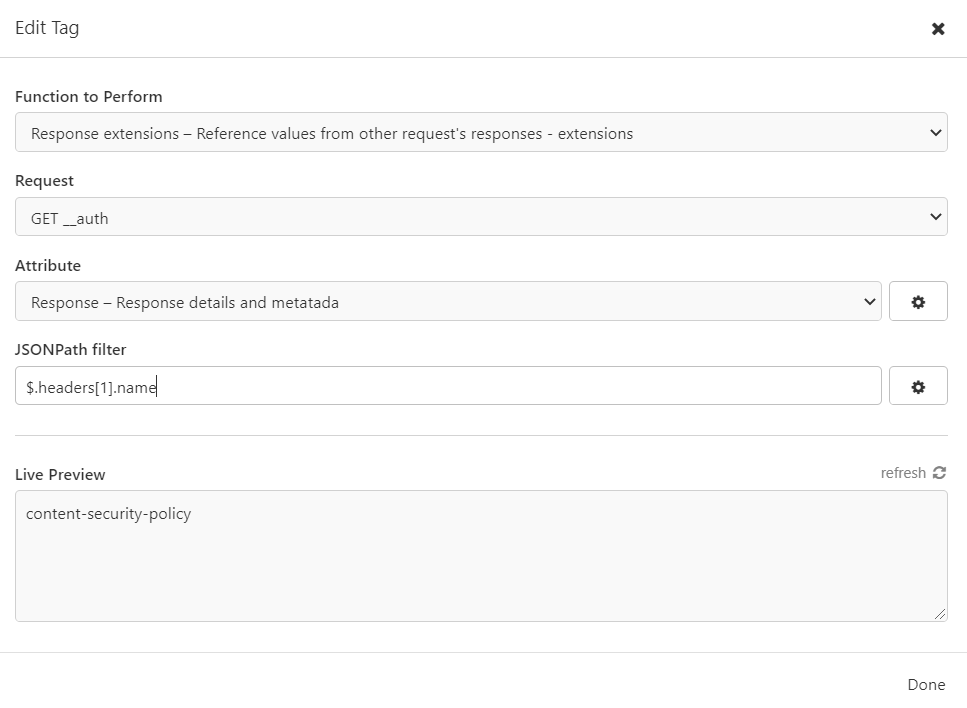 Edit Tag
Function to Perform
Response extensions – Reference values from other request's responses - extensions
Request
GET __auth
Attribute
Response – Response details and metatada
JSONPath filter
$.headers[1].name
Live Preview
refresh
content-security-policy
Done